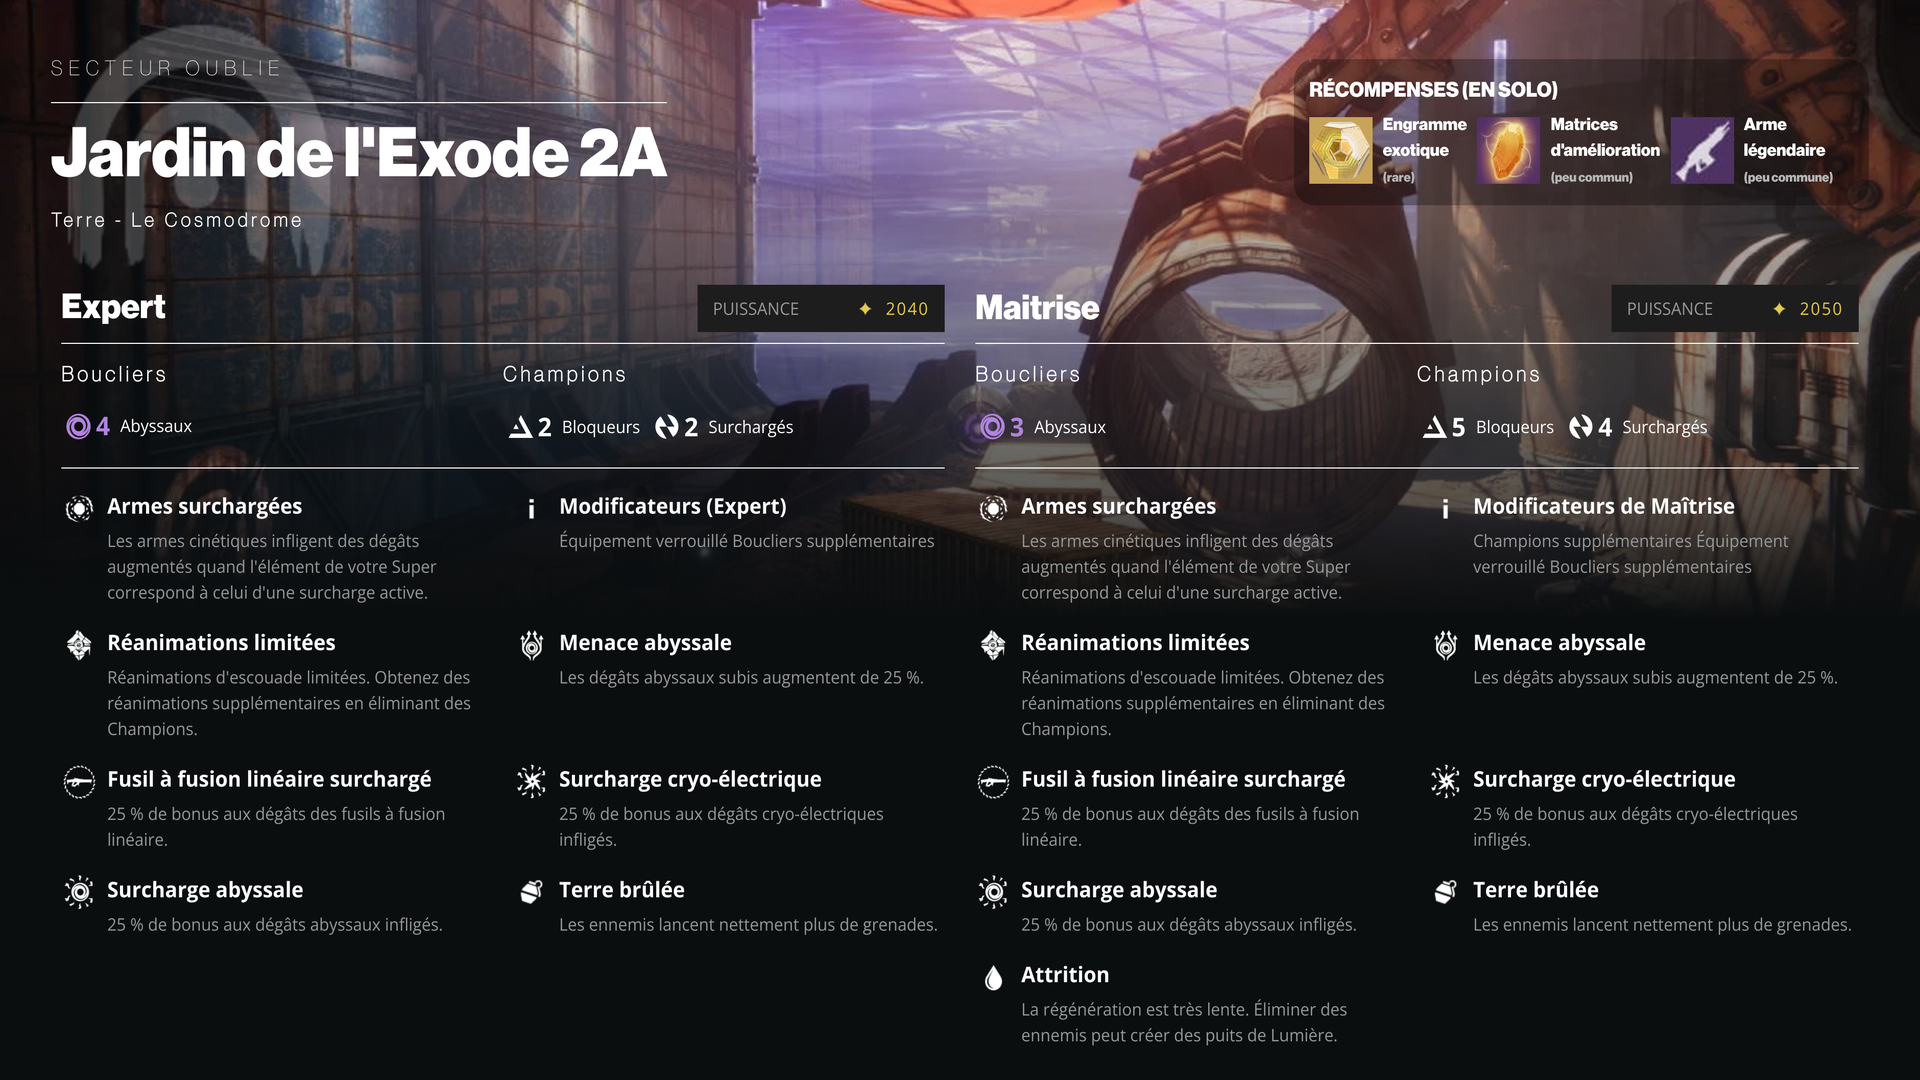 SECTEUR OUBLIE
Jardin de l'Exode 2A
Terre - Le Cosmodrome
RÉCOMPENSES (EN SOLO)
Engramme
exotique
(rare)
Matrices
d'amélioration
(peu commun)
Arme
légendaire
(peu commune)
Expert
PUISSANCE 2040
Boucliers
4 Abyssaux
Champions
2 Bloqueurs 2 Surchargés
Armes surchargées
Les armes cinétiques infligent des dégâts
augmentés quand l'élément de votre Super
correspond à celui d'une surcharge active.
Modificateurs (Expert)
Équipement verrouillé Boucliers supplémentaires
Réanimations limitées
Réanimations d'escouade limitées. Obtenez des
réanimations supplémentaires en éliminant des
Champions.
Menace abyssale
Les dégâts abyssaux subis augmentent de 25 %.
Fusil à fusion linéaire surchargé
25 % de bonus aux dégâts des fusils à fusion
linéaire.
Surcharge cryo-électrique
25 % de bonus aux dégâts cryo-électriques
infligés.
Surcharge abyssale
25 % de bonus aux dégâts abyssaux infligés.
Terre brûlée
Les ennemis lancent nettement plus de grenades.
Maitrise
PUISSANCE 2050
Boucliers
3 Abyssaux
Champions
5 Bloqueurs 4 Surchargés
Armes surchargées
Les armes cinétiques infligent des dégâts
augmentés quand l'élément de votre Super
correspond à celui d'une surcharge active.
Modificateurs de Maîtrise
Champions supplémentaires Équipement
verrouillé Boucliers supplémentaires
Réanimations limitées
Réanimations d'escouade limitées. Obtenez des
réanimations supplémentaires en éliminant des
Champions.
Menace abyssale
Les dégâts abyssaux subis augmentent de 25 %.
Fusil à fusion linéaire surchargé
25 % de bonus aux dégâts des fusils à fusion
linéaire.
Surcharge cryo-électrique
25 % de bonus aux dégâts cryo-électriques
infligés.
Surcharge abyssale
25 % de bonus aux dégâts abyssaux infligés.
Terre brûlée
Les ennemis lancent nettement plus de grenades.
Attrition
La régénération est très lente. Éliminer des
ennemis peut créer des puits de Lumière.